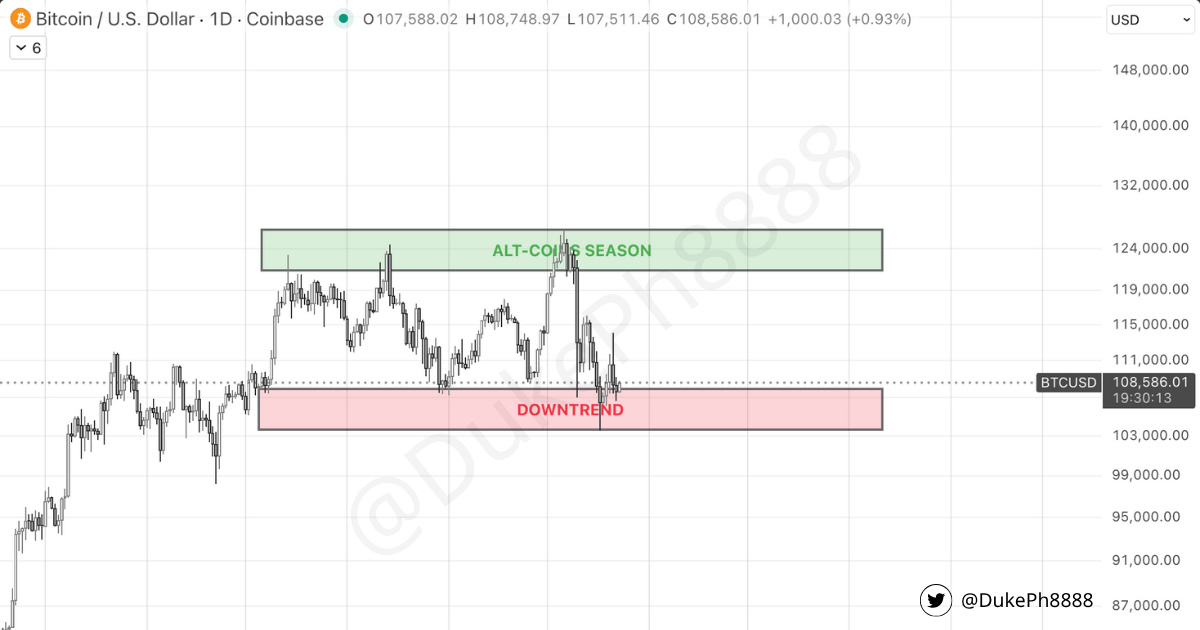 Bitcoin / U.S. Dollar · 1D · Coinbase O107,588.02 H108,748.97 L107,511.46 C108,586.01 +1,000.03 (+0.93%)
USD
6
148,000.00
140,000.00
132,000.00
ALT-COINS SEASON
124,000.00
119,000.00
115,000.00
111,000.00
BTCUSD 108,586.01
19:30:13
DOWNTREND
103,000.00
99,000.00
95,000.00
91,000.00
87,000.00
@DukePh8888
@DukePh8888